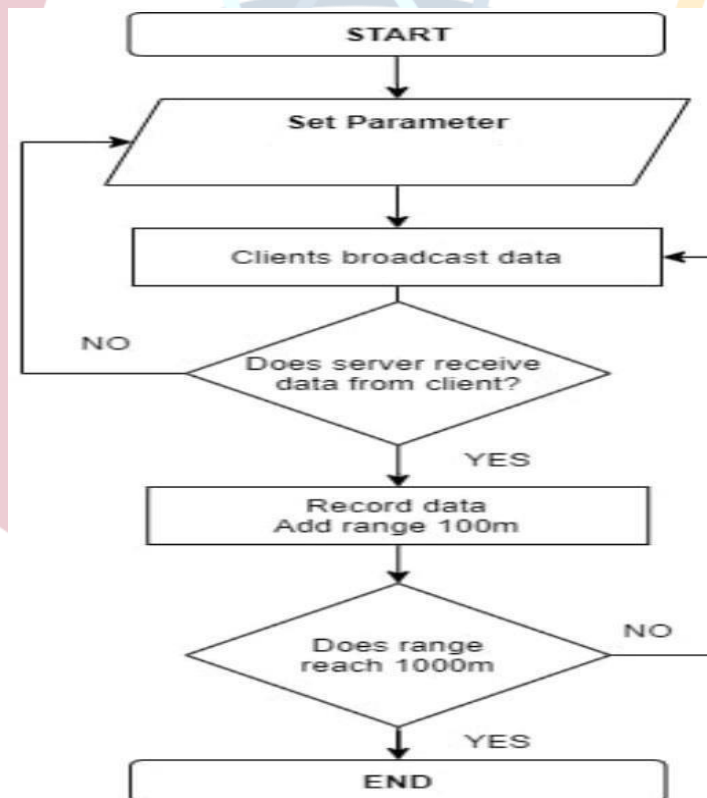 START
Set Parameter
Clients broadcast data
NO
Does server receive
data from client?
YES
Record data
Add range 100m
NO
Does range
reach 1000m
YES
END